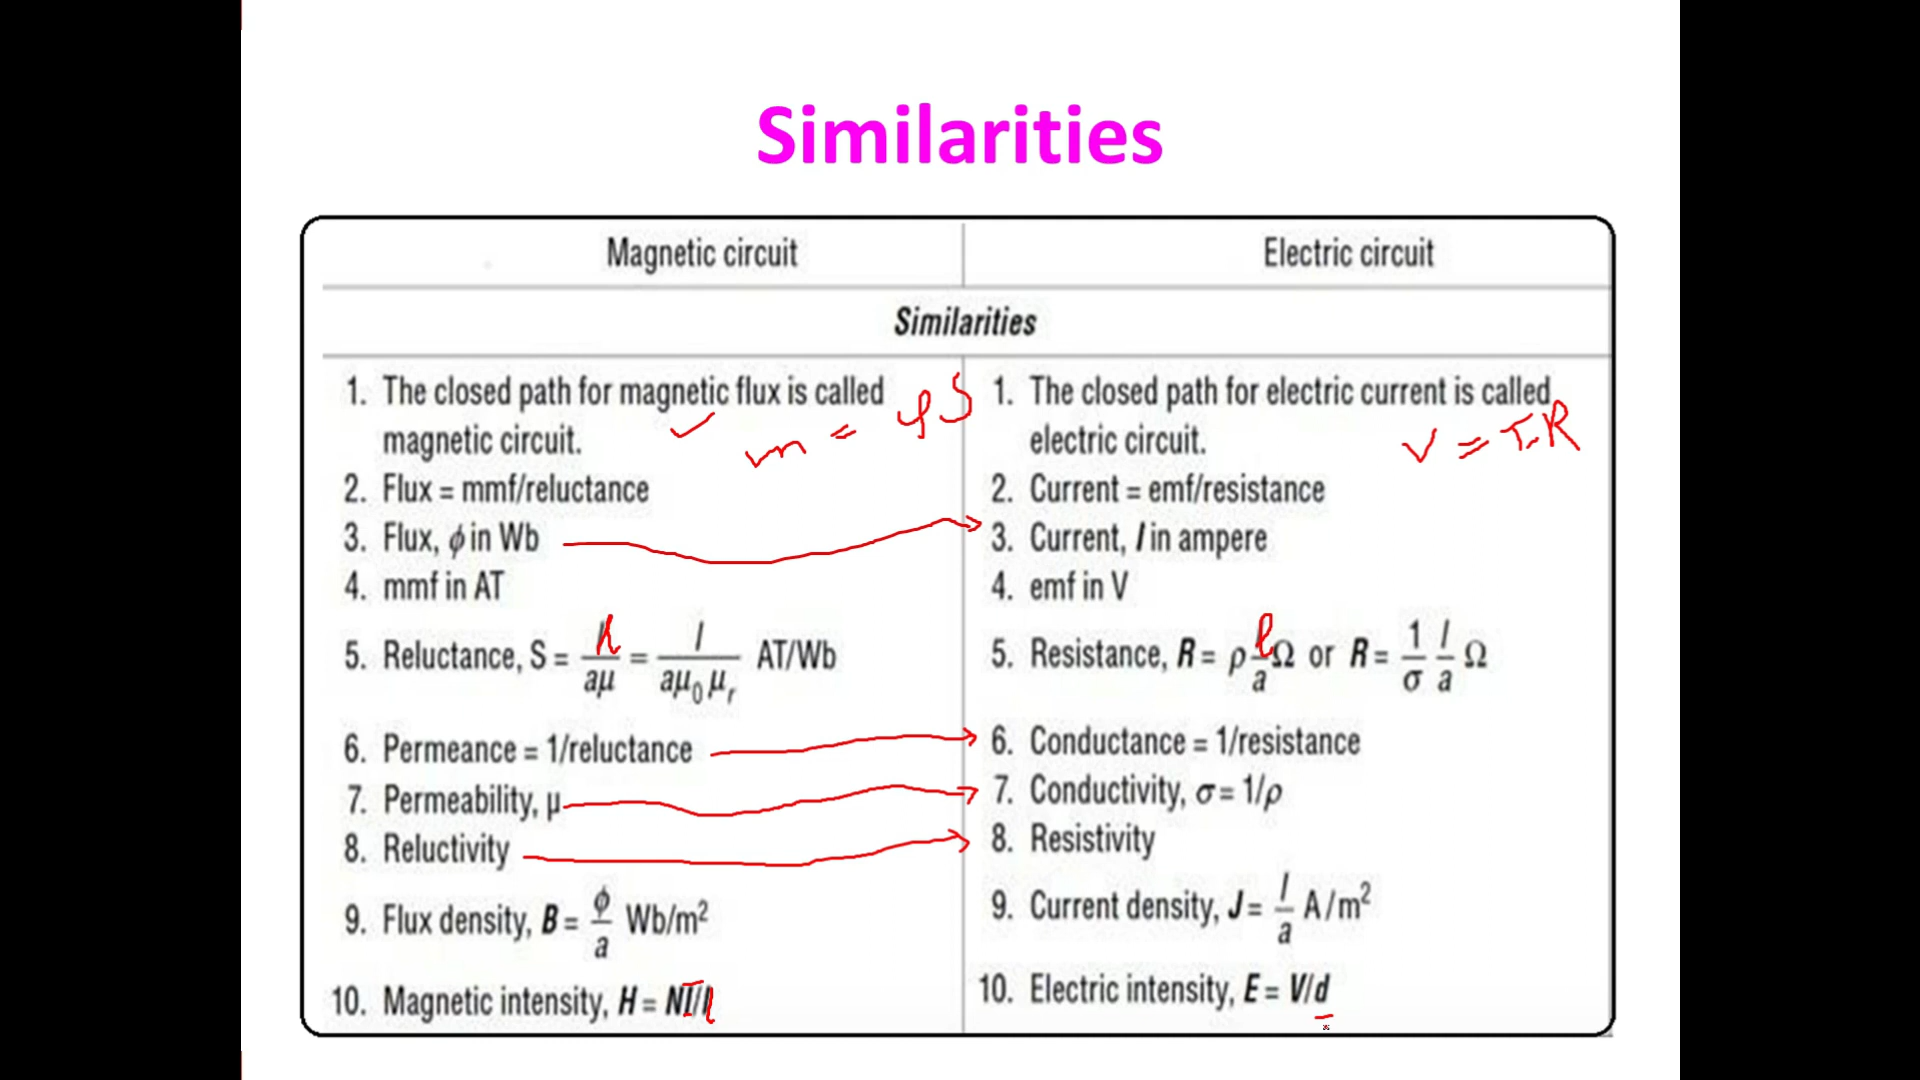 Similarities
Magnetic circuit
Electric circuit
Similarities
1. The closed path for magnetic flux is called
magnetic circuit.
m = φS
2. Flux = mmf/reluctance
3. Flux, ϕ in Wb
4. mmf in AT
5. Reluctance, S = l/aμ = l/aμ₀μᵣ AT/Wb
6. Permeance = 1/reluctance
7. Permeability, μ
8. Reluctivity
9. Flux density, B = ϕ/a Wb/m²
10. Magnetic intensity, H = NI/l
1. The closed path for electric current is called
electric circuit.
V = I.R
2. Current = emf/resistance
3. Current, I in ampere
4. emf in V
5. Resistance, R = ρ l/a Ω or R = 1/σ l/a Ω
6. Conductance = 1/resistance
7. Conductivity, σ = 1/ρ
8. Resistivity
9. Current density, J = I/a A/m²
10. Electric intensity, E = V/d